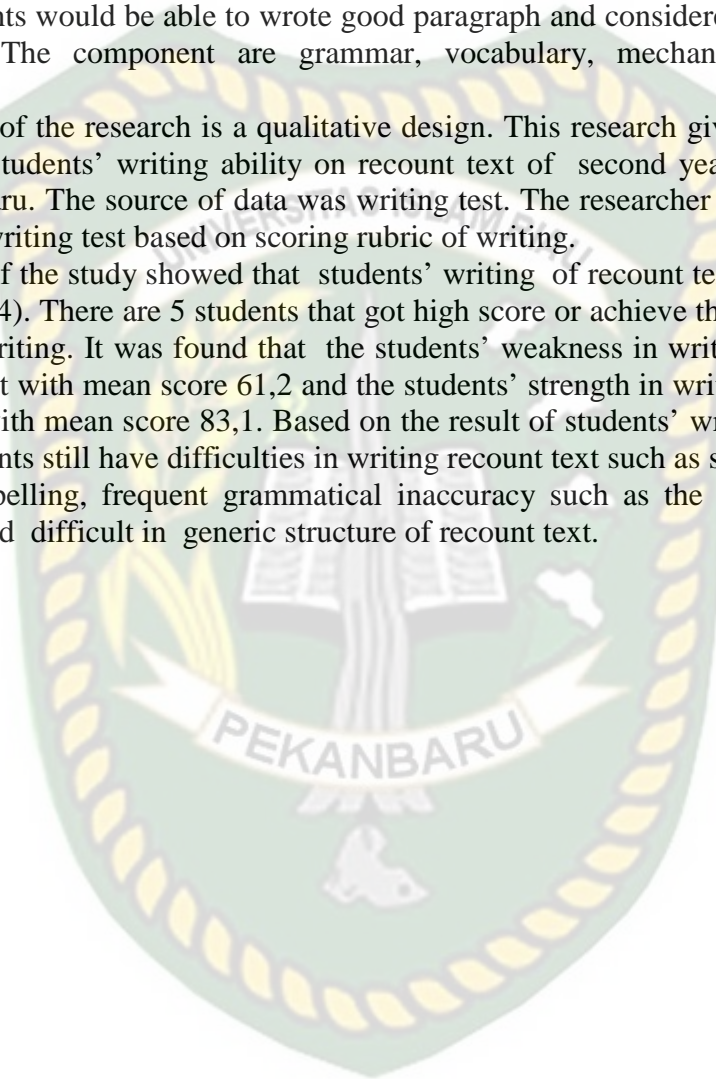 nts would be able to wrote good paragraph and considere
The component are grammar, vocabulary, mechan
of the research is a qualitative design. This research giv
students' writing ability on recount text of second yea
ru. The source of data was writing test. The researcher
writing test based on scoring rubric of writing.
f the study showed that students' writing of recount te
4). There are 5 students that got high score or achieve th
riting. It was found that the students' weakness in writ
t with mean score 61,2 and the students' strength in wri
with mean score 83,1. Based on the result of students' wr
nts still have difficulties in writing recount text such as s
pelling, frequent grammatical inaccuracy such as the
d difficult in generic structure of recount text.
UNIVERSITAS ISLAM RIAU
PEKANBARU